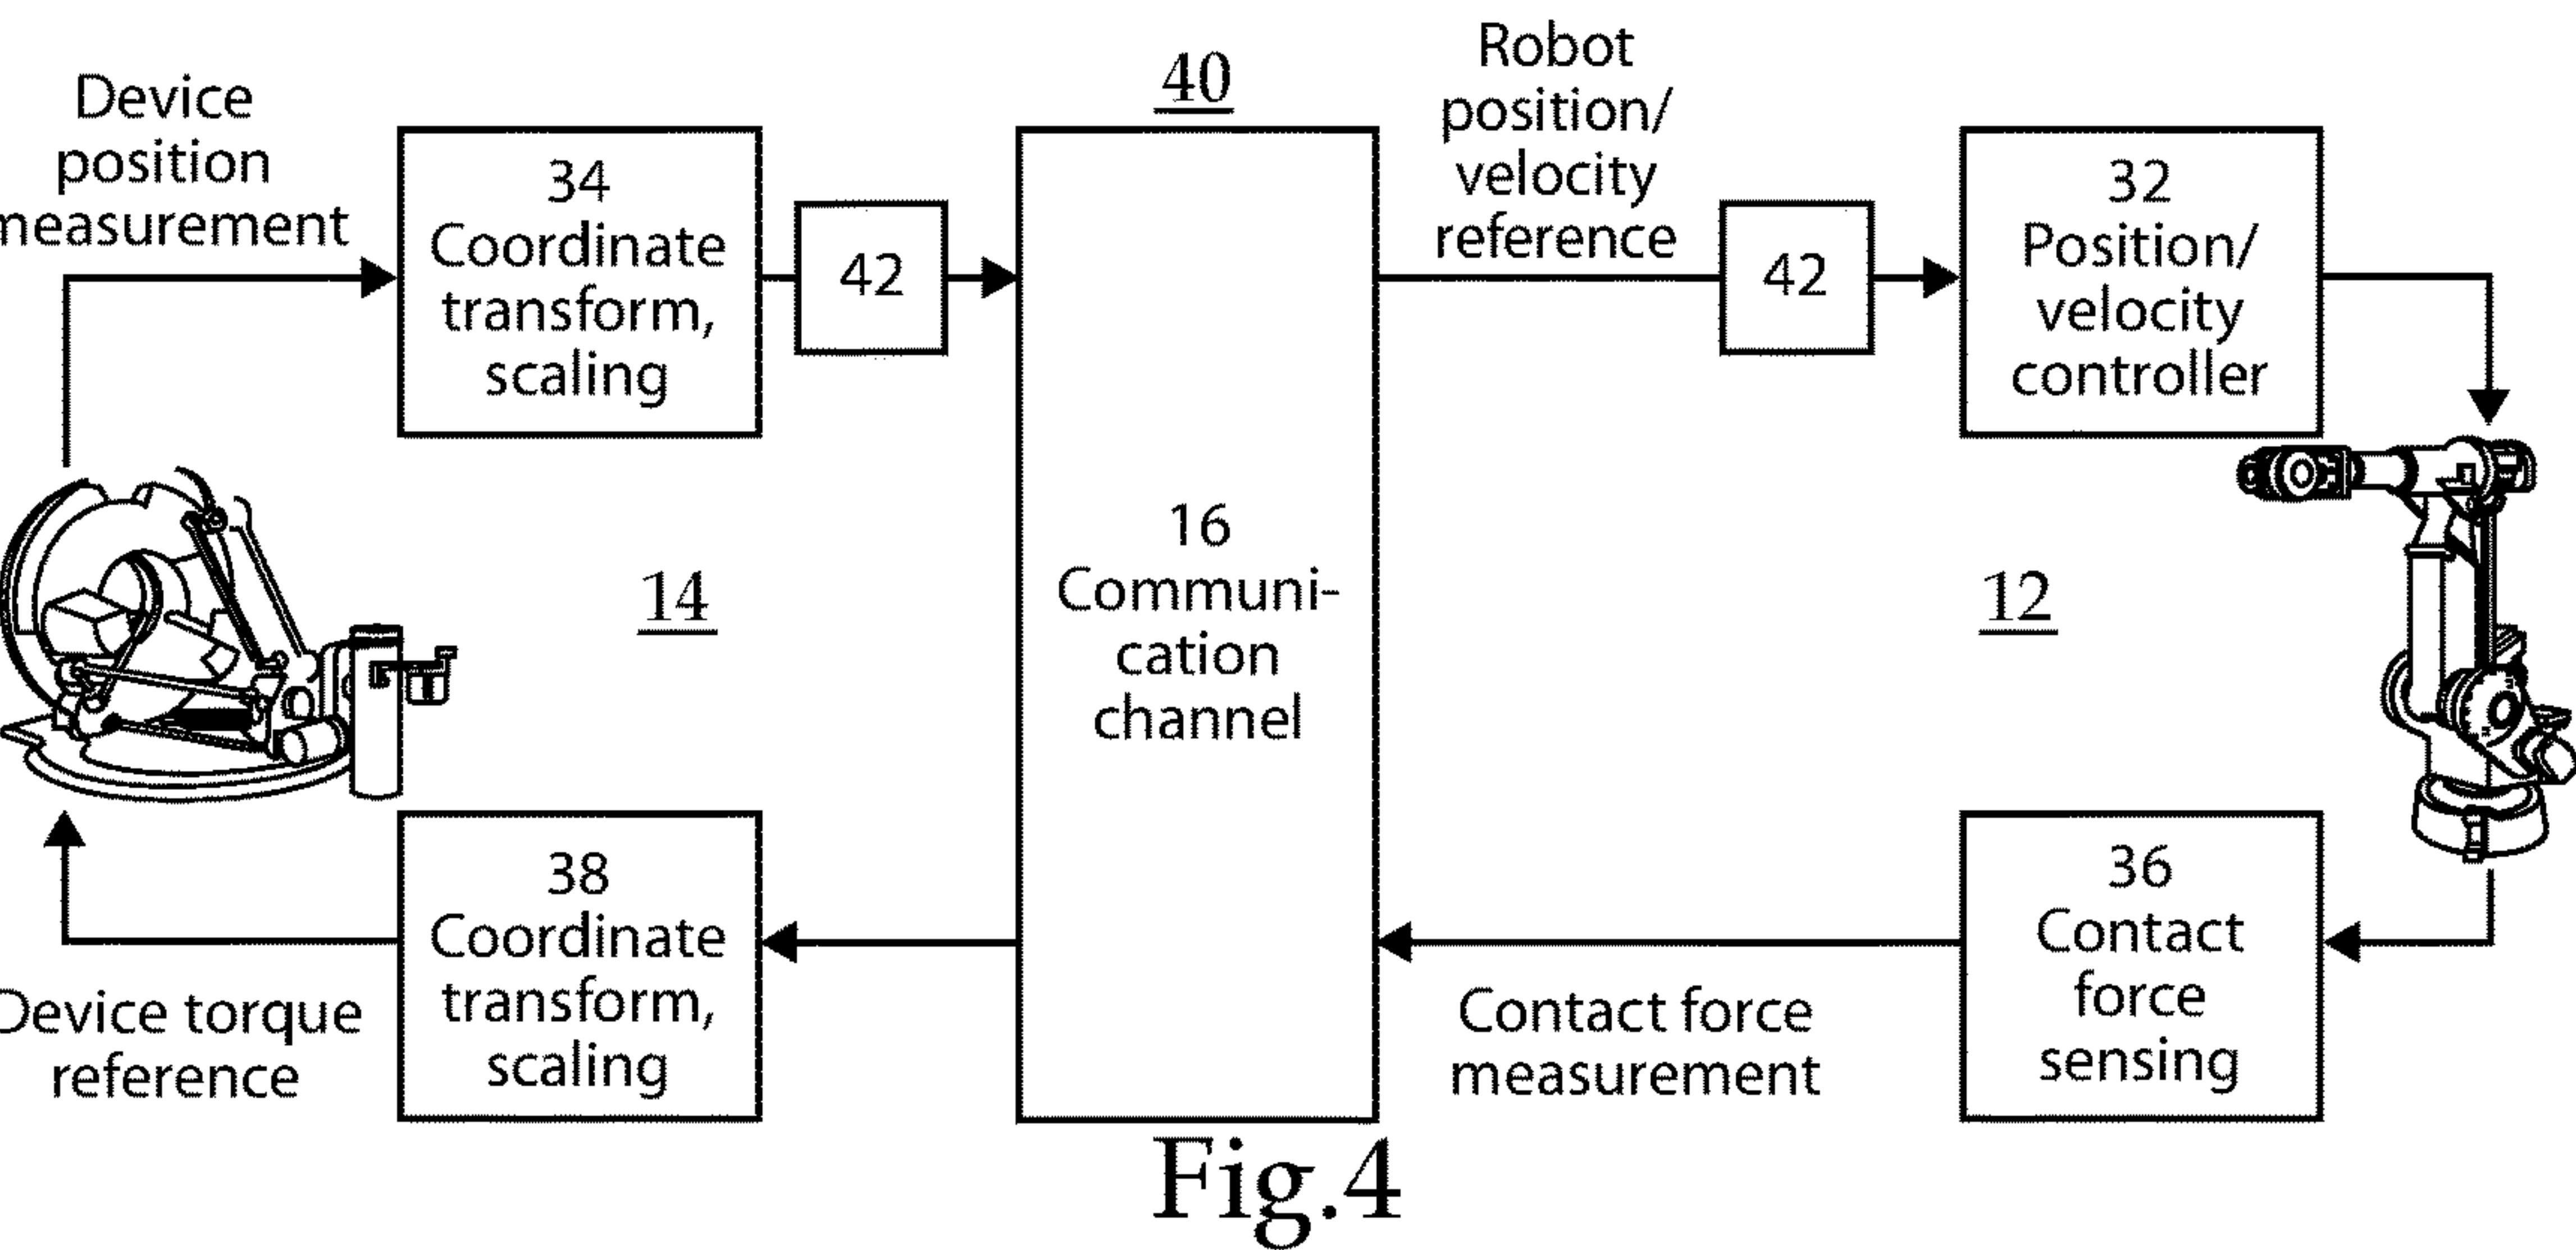 Device
position
measurement
34
Coordinate
transform,
scaling
42
40
16
Communi-
cation
channel
Robot
position/
velocity
reference
42
32
Position/
velocity
controller
14
12
38
Coordinate
transform,
scaling
Device torque
reference
Contact force
measurement
36
Contact
force
sensing
Fig.4